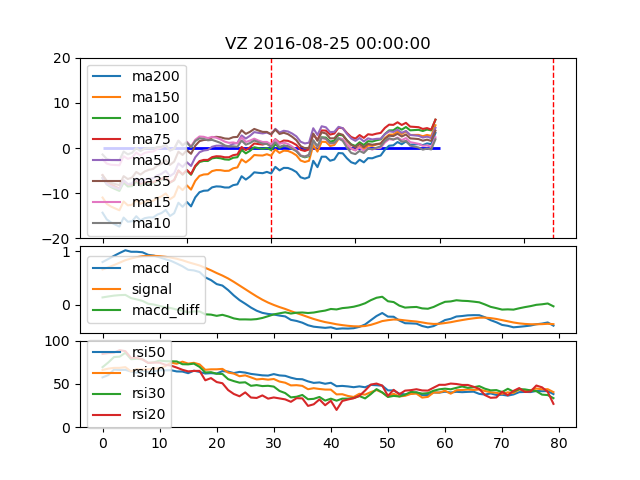 VZ 2016-08-25 00:00:00
20
10
0
−10
−20
ma200
ma150
ma100
ma75
ma50
ma35
ma15
ma10
1
0
macd
signal
macd_diff
100
50
0
rsi50
rsi40
rsi30
rsi20
0 10 20 30 40 50 60 70 80